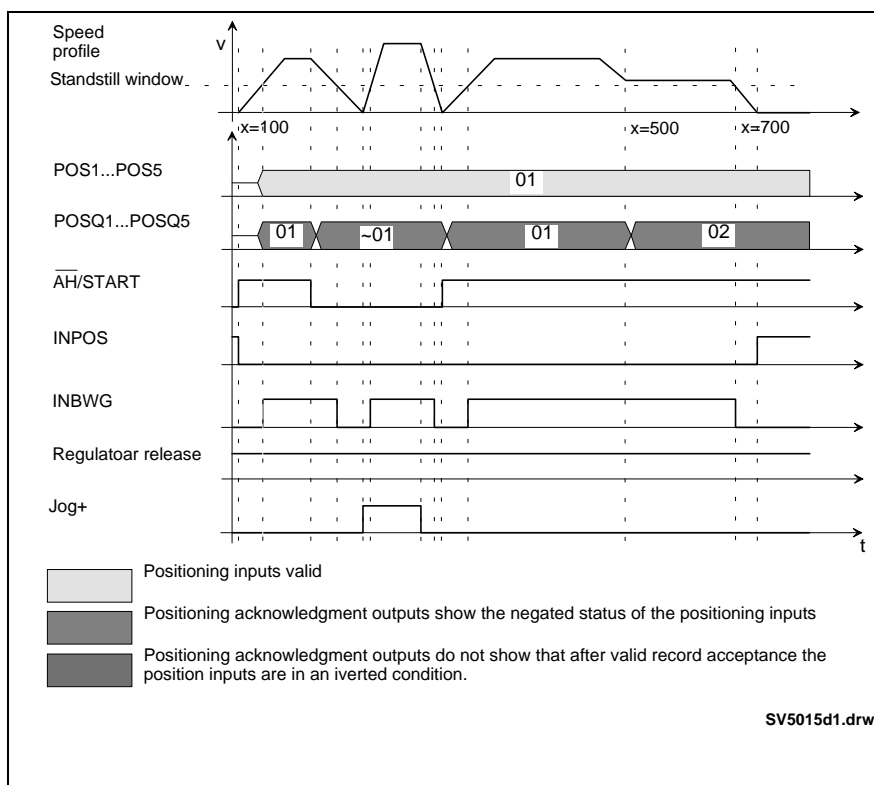 Speed
profile
v
Standstill window
x=100
x=500
x=700
POS1...POS5
01
POSQ1...POSQ5
01
~01
01
02
A̅H̅/START
INPOS
INBWG
Regulatoar release
Jog+
t
Positioning inputs valid
Positioning acknowledgment outputs show the negated status of the positioning inputs
Positioning acknowledgment outputs do not show that after valid record acceptance the
position inputs are in an iverted condition.
SV5015d1.drw